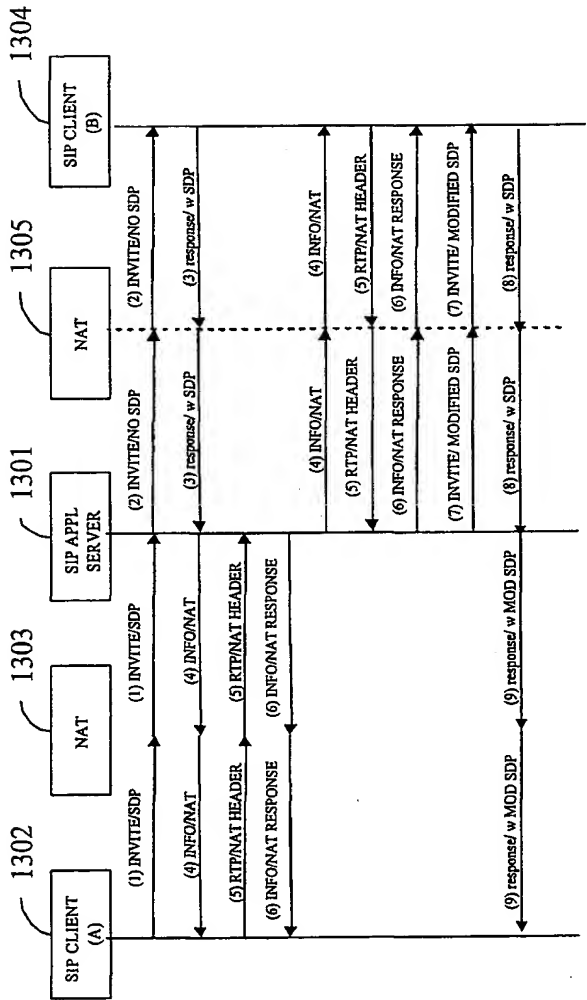 1302
1303
1301
1305
1304
SIP CLIENT
(A)
NAT
SIP APPL
SERVER
NAT
SIP CLIENT
(B)
(1) INVITE/SDP
(1) INVITE/SDP
(2) INVITE/NO SDP
(2) INVITE/NO SDP
(4) INFO/NAT
(4) INFO/NAT
(3) response/w SDP
(3) response/w SDP
(5) RTP/NAT HEADER
(5) RTP/NAT HEADER
(6) INFO/NAT RESPONSE
(6) INFO/NAT RESPONSE
(4) INFO/NAT
(4) INFO/NAT
(5) RTP/NAT HEADER
(5) RTP/NAT HEADER
(6) INFO/NAT RESPONSE
(6) INFO/NAT RESPONSE
(7) INVITE/ MODIFIED SDP
(7) INVITE/ MODIFIED SDP
(8) response/ w SDP
(8) response/ w SDP
(9) response/ w MOD SDP
(9) response/ w MOD SDP